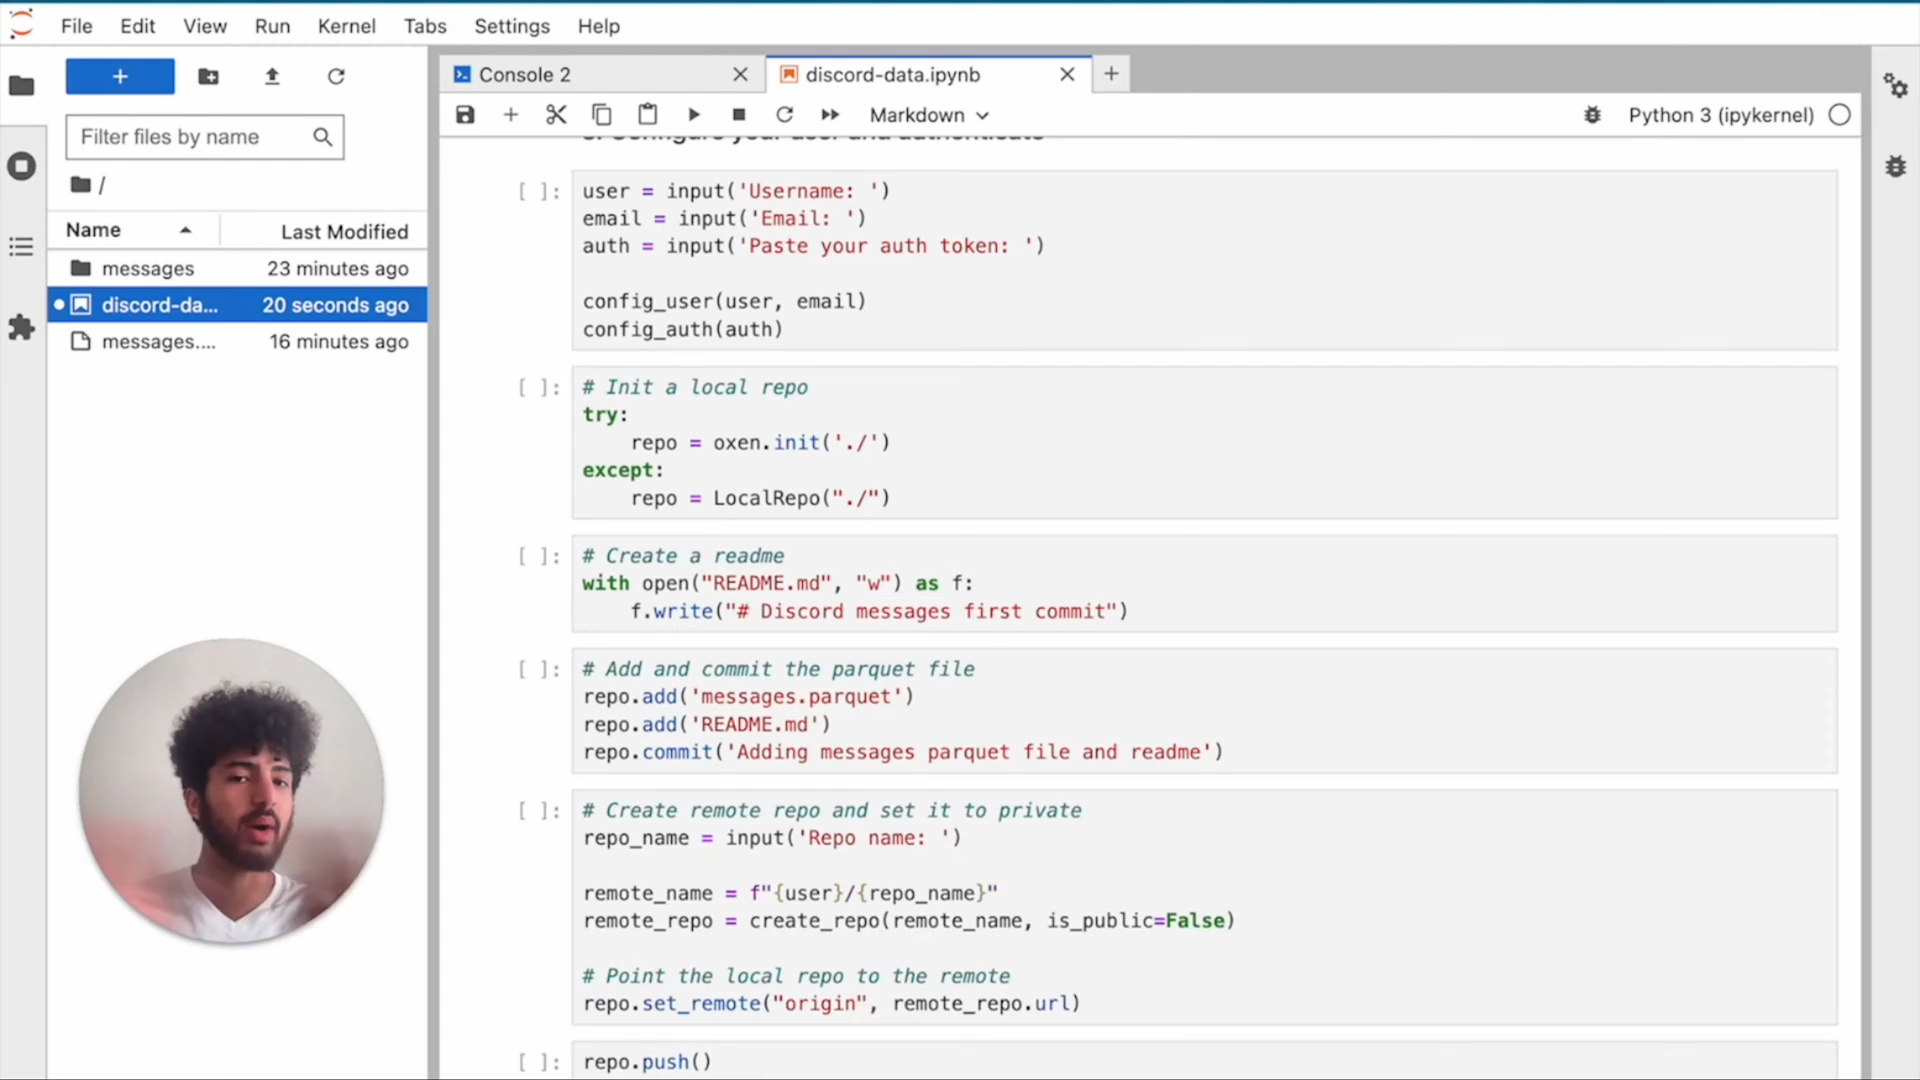 File Edit View Run Kernel Tabs Settings Help
+
Filter files by name
/
Name Last Modified
messages 23 minutes ago
discord-da... 20 seconds ago
messages.... 16 minutes ago
Console 2
discord-data.ipynb
Markdown
Python 3 (ipykernel)
3. Configure your user and authenticate
[ ]:
user = input('Username: ')
email = input('Email: ')
auth = input('Paste your auth token: ')
config_user(user, email)
config_auth(auth)
[ ]:
# Init a local repo
try:
    repo = oxen.init('./')
except:
    repo = LocalRepo("./")
[ ]:
# Create a readme
with open("README.md", "w") as f:
    f.write("# Discord messages first commit")
[ ]:
# Add and commit the parquet file
repo.add('messages.parquet')
repo.add('README.md')
repo.commit('Adding messages parquet file and readme')
[ ]:
# Create remote repo and set it to private
repo_name = input('Repo name: ')
remote_name = f"{user}/{repo_name}"
remote_repo = create_repo(remote_name, is_public=False)
# Point the local repo to the remote
repo.set_remote("origin", remote_repo.url)
[ ]:
repo.push()